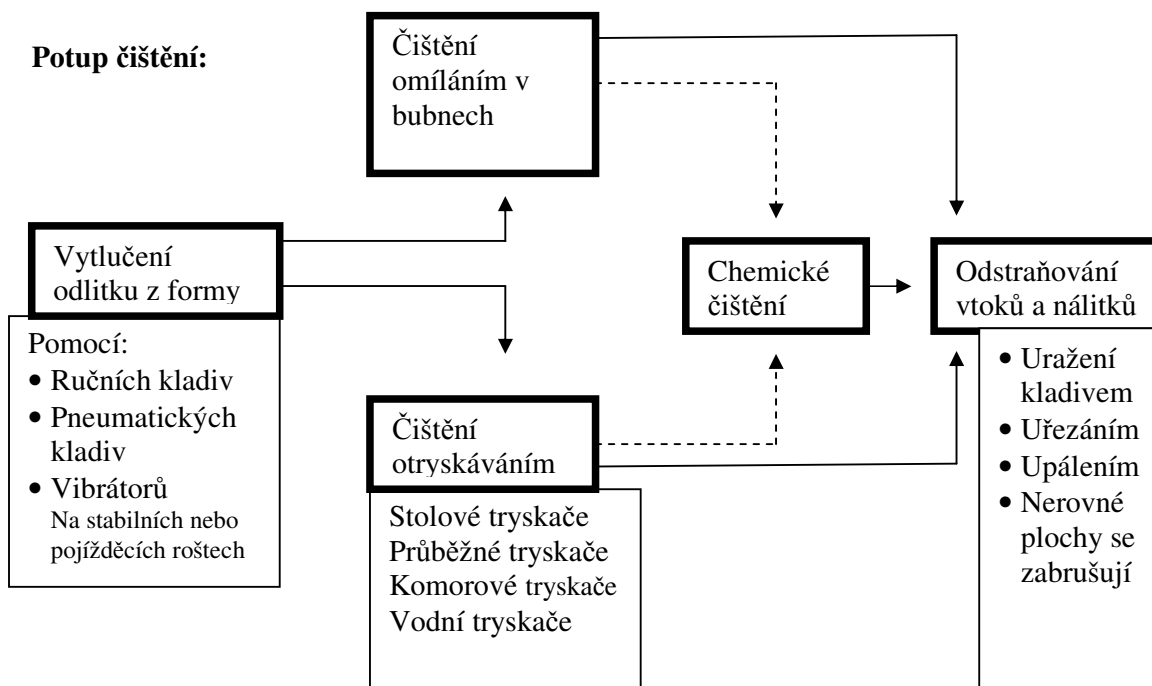 Potup čištění:
Čištění
omíláním v
bubnech
Vytlučení
odlitku z formy
Pomocí:
• Ručních kladiv
• Pneumatických
kladiv
• Vibrátorů
Na stabilních nebo
pojížděcích roštech
Čištění
otryskáváním
Stolové tryskače
Průběžné tryskače
Komorové tryskače
Vodní tryskače
Chemické
čištění
Odstraňování
vtoků a nálitků
• Uražení
kladivem
• Uřezáním
• Upálením
• Nerovné
plochy se
zabrušují